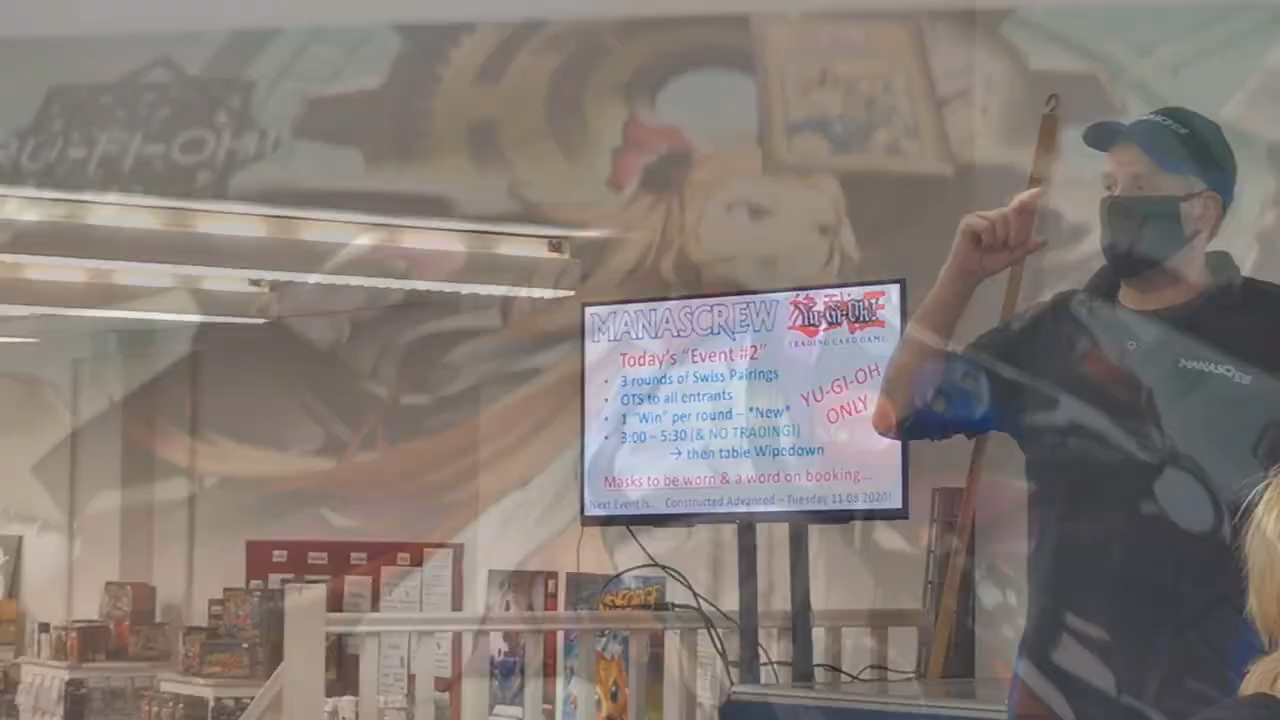 YU-GI-OH!
MANASCREW
Yu-Gi-Oh!
TRADING CARD GAME
Today's "Event #2"
• 3 rounds of Swiss Pairings
• OTS to all entrants
• 1 "Win" per round – *New*
• 3:00 – 5:30 (& NO TRADING!)
→ then table Wipedown
YU-GI-OH
ONLY
Masks to be worn & a word on booking...
Next Event is... Constructed Advanced – Tuesday 11.08.2020!
MANASCREW
MANASCREW